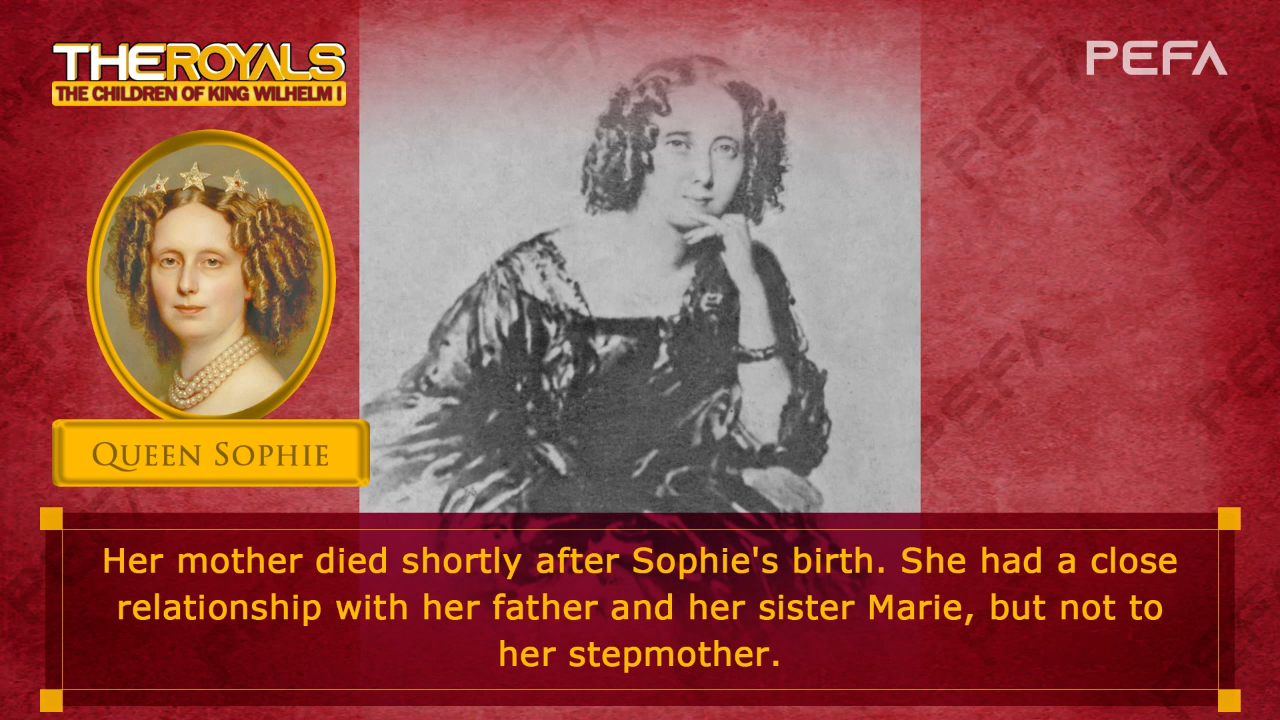 THEROYALS
THE CHILDREN OF KING WILHELM I
PEFA
QUEEN SOPHIE
Her mother died shortly after Sophie's birth. She had a close
relationship with her father and her sister Marie, but not to
her stepmother.